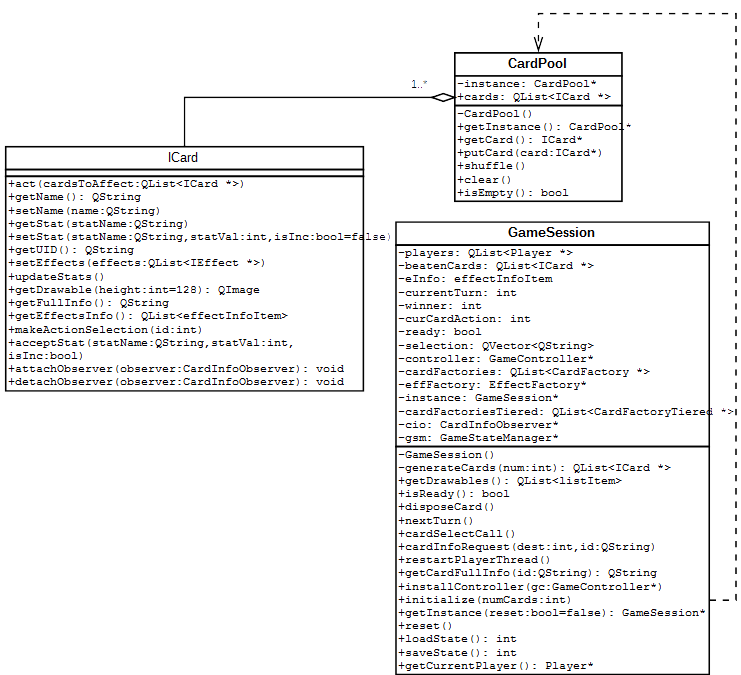 CardPool
-instance: CardPool*
+cards: QList<ICard *>
-CardPool()
+getInstance(): CardPool*
+getCard(): ICard*
+putCard(card:ICard*)
+shuffle()
+clear()
+isEmpty(): bool
1..*
ICard
+act(cardsToAffect:QList<ICard *>)
+getName(): QString
+setName(name:QString)
+getStat(statName:QString)
+setStat(statName:QString,statVal:int,isInc:bool=false)
+getUID(): QString
+setEffects(effects:QList<IEffect *>)
+updateStats()
+getDrawable(height:int=128): QImage
+getFullInfo(): QString
+getEffectsInfo(): QList<effectInfoItem>
+makeActionSelection(id:int)
+acceptStat(statName:QString,statVal:int,
isInc:bool)
+attachObserver(observer:CardInfoObserver): void
+detachObserver(observer:CardInfoObserver): void
GameSession
-players: QList<Player *>
-beatenCards: QList<ICard *>
-eInfo: effectInfoItem
-currentTurn: int
-winner: int
-curCardAction: int
-ready: bool
-selection: QVector<QString>
-controller: GameController*
-cardFactories: QList<CardFactory *>
-effFactory: EffectFactory*
-instance: GameSession*
-cardFactoriesTiered: QList<CardFactoryTiered *>
-cio: CardInfoObserver*
-gsm: GameStateManager*
-GameSession()
-generateCards(num:int): QList<ICard *>
+getDrawables(): QList<listItem>
+isReady(): bool
+disposeCard()
+nextTurn()
+cardSelectCall()
+cardInfoRequest(dest:int,id:QString)
+restartPlayerThread()
+getCardFullInfo(id:QString): QString
+installController(gc:GameController*)
+initialize(numCards:int)
+getInstance(reset:bool=false): GameSession*
+reset()
+loadState(): int
+saveState(): int
+getCurrentPlayer(): Player*